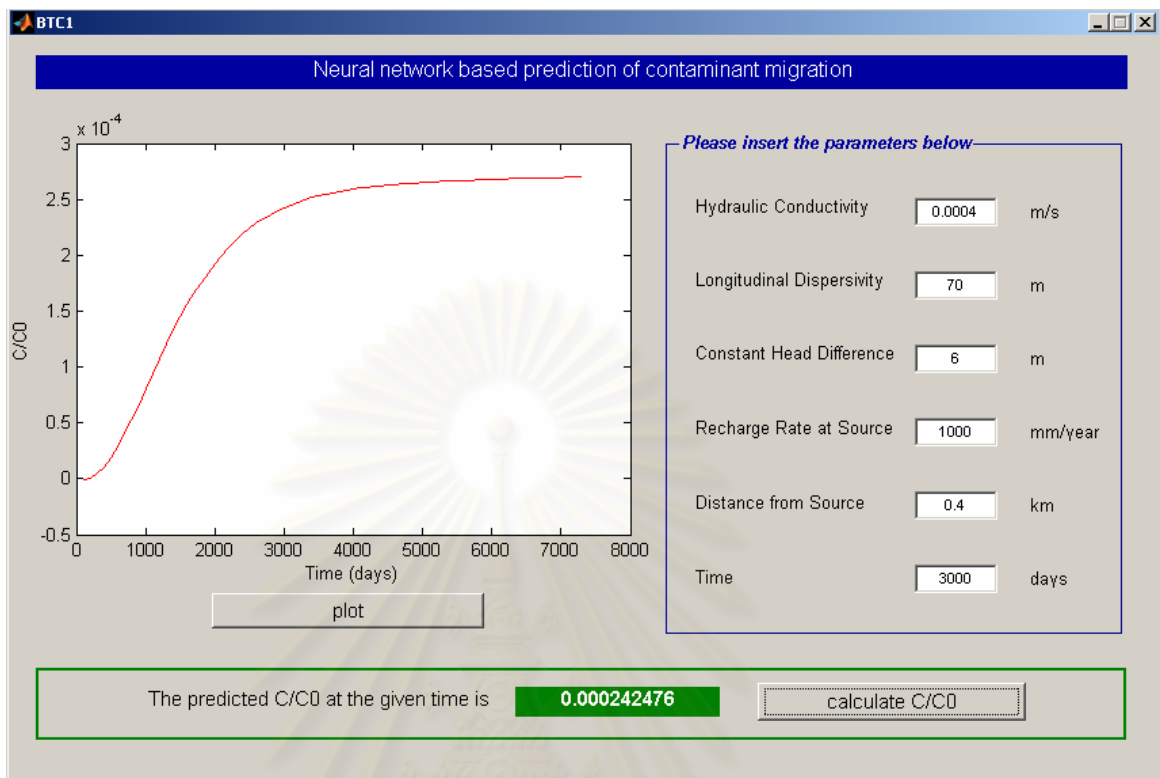 BTC1
Neural network based prediction of contaminant migration
x 10-4
3
2.5
2
1.5
1
0.5
0
-0.5
C/C0
0 1000 2000 3000 4000 5000 6000 7000 8000
Time (days)
plot
Please insert the parameters below
Hydraulic Conductivity 0.0004 m/s
Longitudinal Dispersivity 70 m
Constant Head Difference 6 m
Recharge Rate at Source 1000 mm/year
Distance from Source 0.4 km
Time 3000 days
The predicted C/C0 at the given time is 0.000242476 calculate C/C0